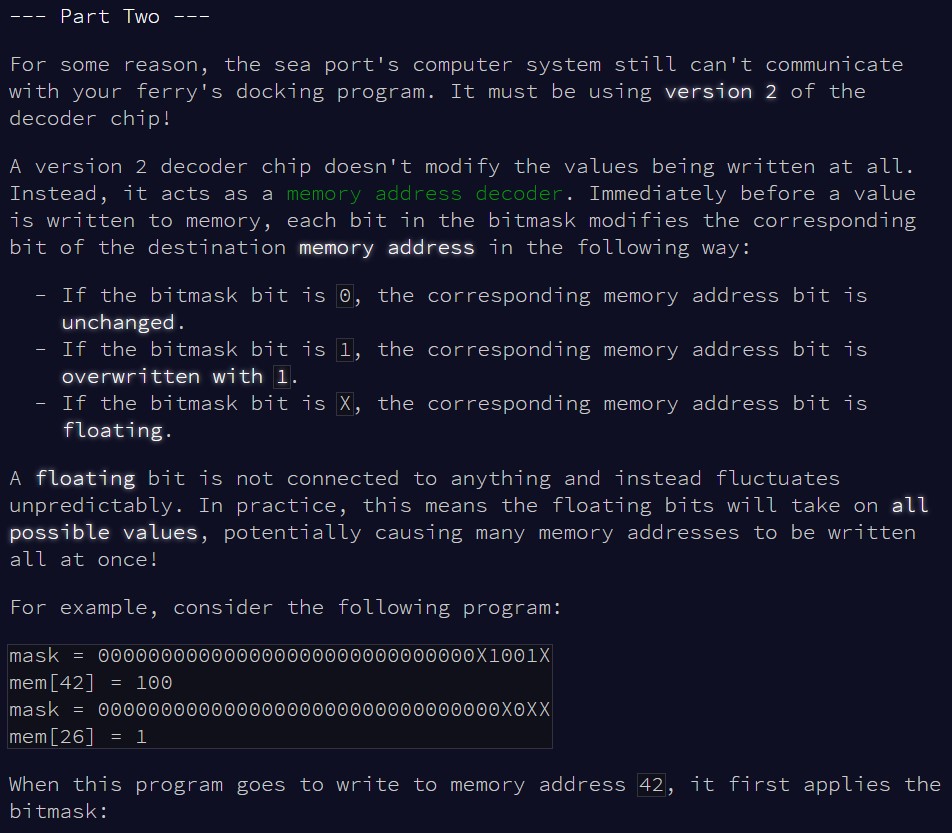 --- Part Two ---
For some reason, the sea port's computer system still can't communicate
with your ferry's docking program. It must be using version 2 of the
decoder chip!
A version 2 decoder chip doesn't modify the values being written at all.
Instead, it acts as a memory address decoder. Immediately before a value
is written to memory, each bit in the bitmask modifies the corresponding
bit of the destination memory address in the following way:
- If the bitmask bit is 0, the corresponding memory address bit is
unchanged.
- If the bitmask bit is 1, the corresponding memory address bit is
overwritten with 1.
- If the bitmask bit is X, the corresponding memory address bit is
floating.
A floating bit is not connected to anything and instead fluctuates
unpredictably. In practice, this means the floating bits will take on all
possible values, potentially causing many memory addresses to be written
all at once!
For example, consider the following program:
mask = 000000000000000000000000000000X1001X
mem[42] = 100
mask = 00000000000000000000000000000000X0XX
mem[26] = 1
When this program goes to write to memory address 42, it first applies the
bitmask: